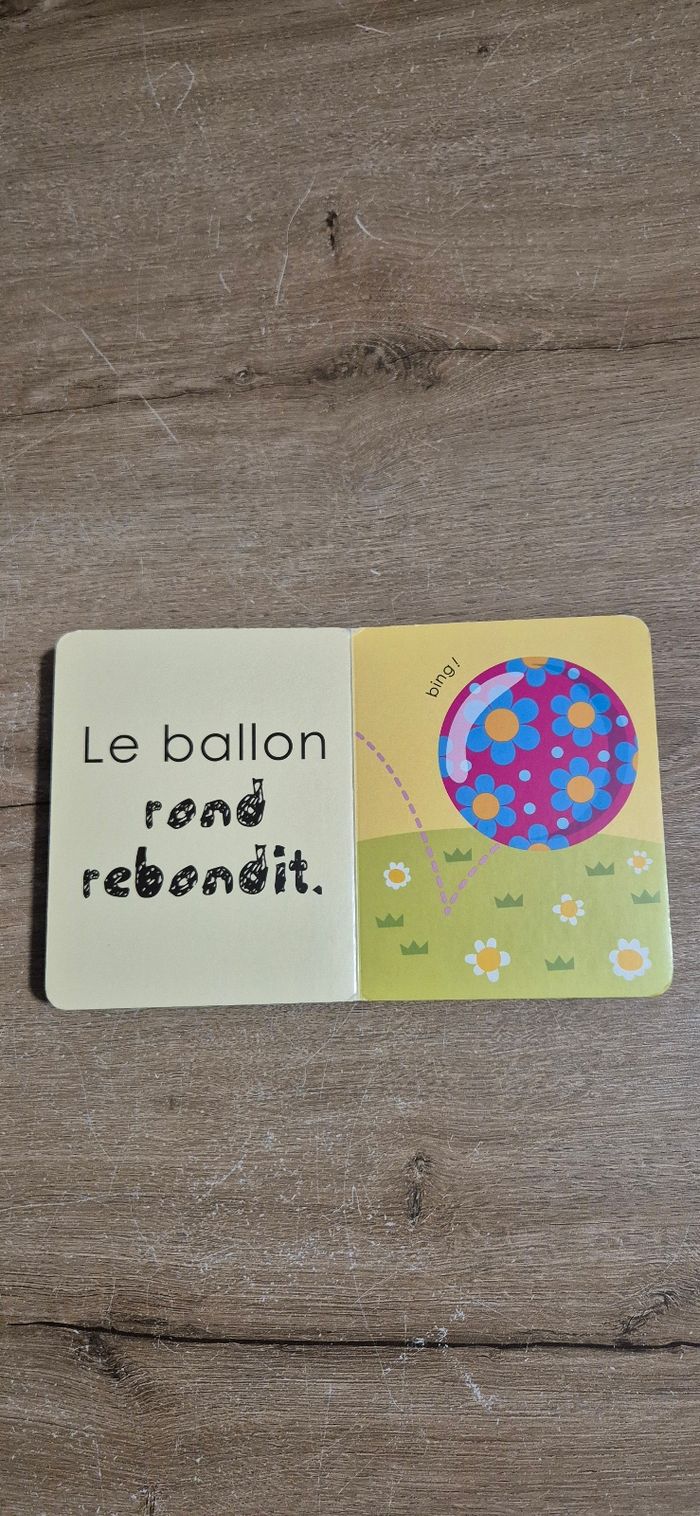 Le ballon
rond
rebondit.
bing!